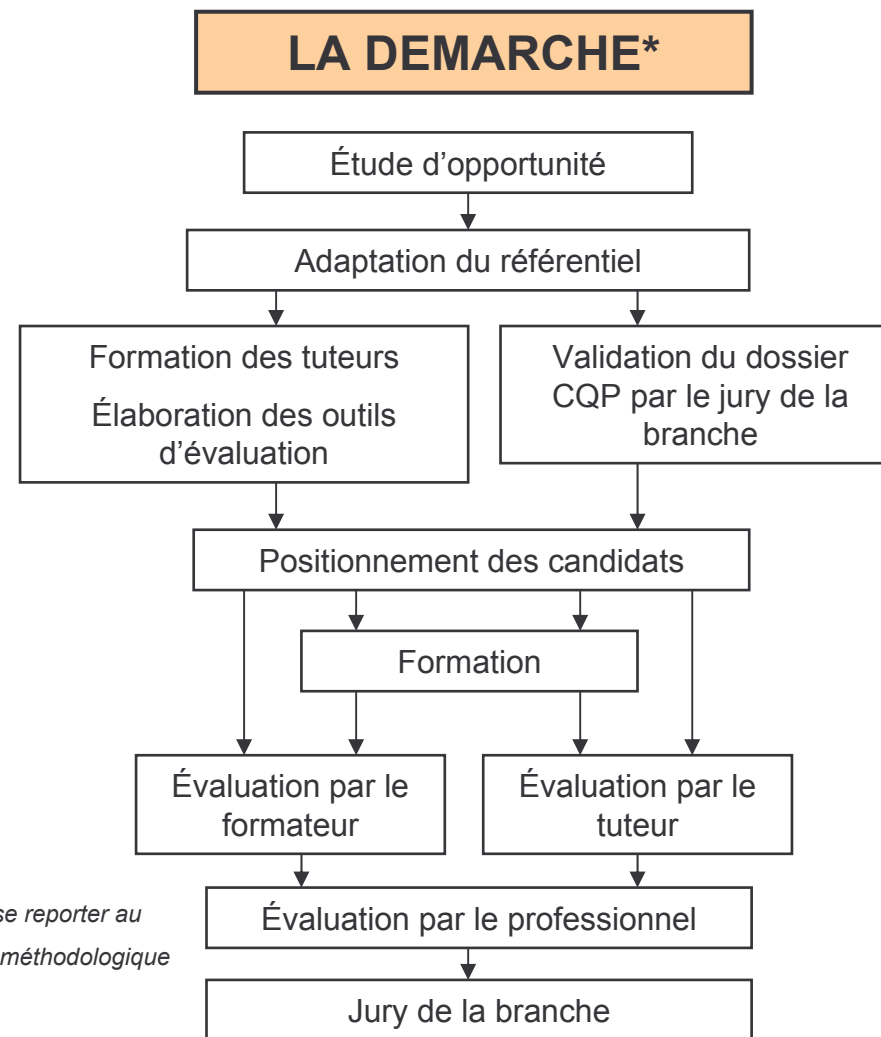 LA DEMARCHE*
Étude d’opportunité
Adaptation du référentiel
Formation des tuteurs
Élaboration des outils
d’évaluation
Validation du dossier
CQP par le jury de la
branche
Positionnement des candidats
Formation
Évaluation par le
formateur
Évaluation par le
tuteur
se reporter au
méthodologique
Évaluation par le professionnel
Jury de la branche